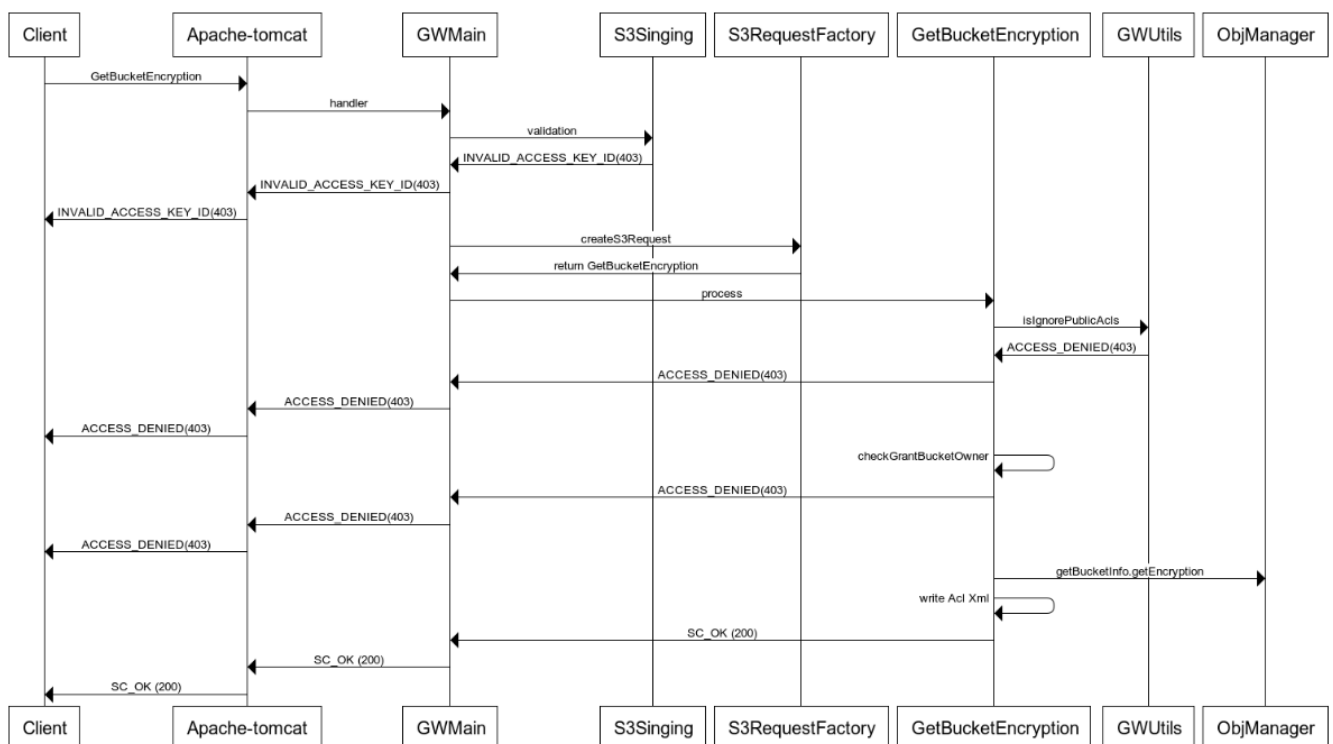 Client Apache-tomcat GWMain S3Singing S3RequestFactory GetBucketEncryption GWUtils ObjManager
GetBucketEncryption
handler
validation
INVALID_ACCESS_KEY_ID(403)
INVALID_ACCESS_KEY_ID(403)
INVALID_ACCESS_KEY_ID(403)
createS3Request
return GetBucketEncryption
process
isIgnorePublicAcls
ACCESS_DENIED(403)
ACCESS_DENIED(403)
ACCESS_DENIED(403)
ACCESS_DENIED(403)
checkGrantBucketOwner
ACCESS_DENIED(403)
ACCESS_DENIED(403)
ACCESS_DENIED(403)
getBucketInfo.getEncryption
write Acl Xml
SC_OK (200)
SC_OK (200)
SC_OK (200)
Client Apache-tomcat GWMain S3Singing S3RequestFactory GetBucketEncryption GWUtils ObjManager